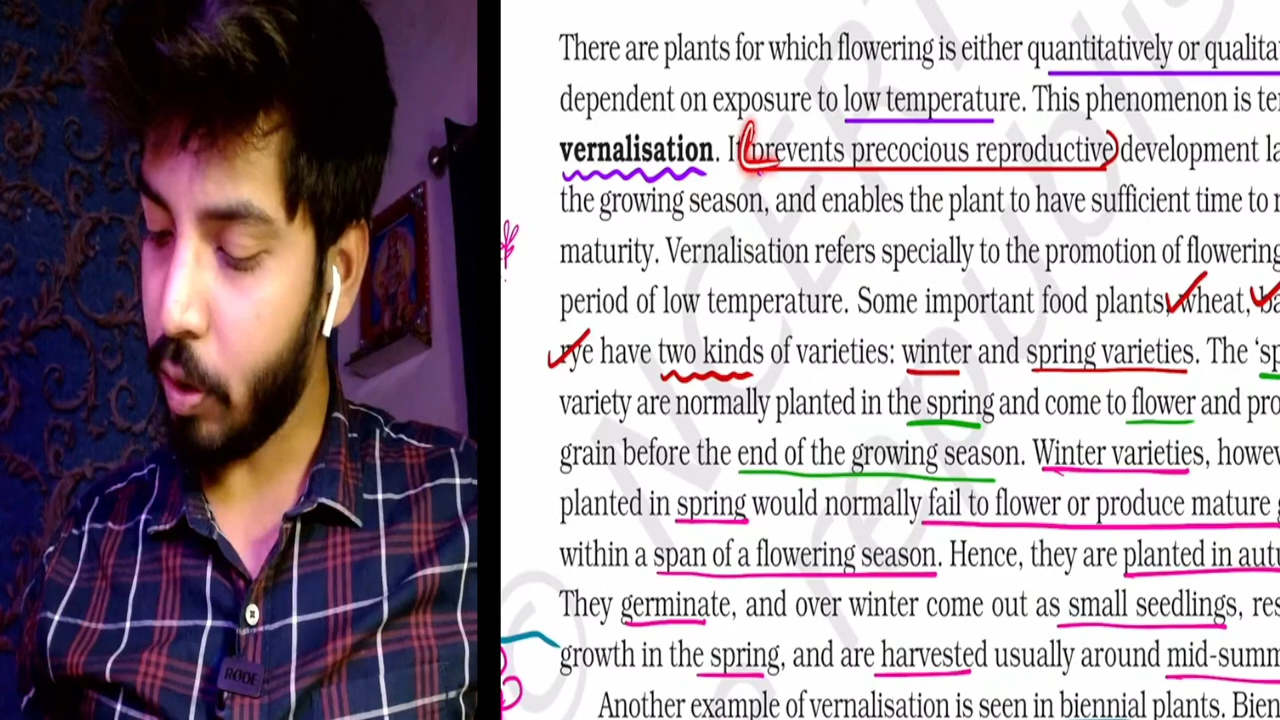 There are plants for which flowering is either quantitatively or qualita
dependent on exposure to low temperature. This phenomenon is te
vernalisation. It prevents precocious reproductive development la
the growing season, and enables the plant to have sufficient time to r
maturity. Vernalisation refers specially to the promotion of flowering
period of low temperature. Some important food plants, wheat, ba
rye have two kinds of varieties: winter and spring varieties. The ‘sp
variety are normally planted in the spring and come to flower and pro
grain before the end of the growing season. Winter varieties, howev
planted in spring would normally fail to flower or produce mature g
within a span of a flowering season. Hence, they are planted in aut
They germinate, and over winter come out as small seedlings, res
growth in the spring, and are harvested usually around mid-summ
Another example of vernalisation is seen in biennial plants. Bien
RØDE
© NCERT
republis